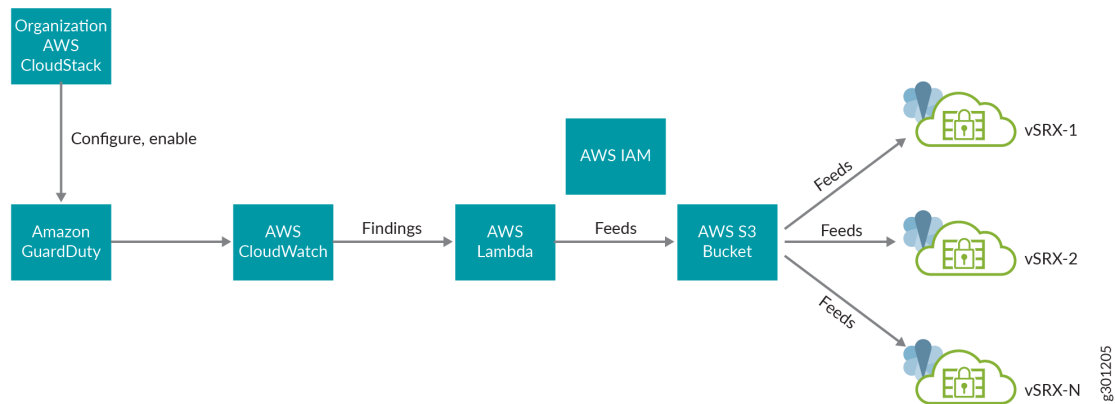 Organization
AWS
CloudStack
Configure, enable
Amazon
GuardDuty
AWS
CloudWatch
Findings
AWS
Lambda
AWS IAM
Feeds
AWS S3
Bucket
Feeds
vSRX-1
Feeds
vSRX-2
Feeds
vSRX-N
g301205